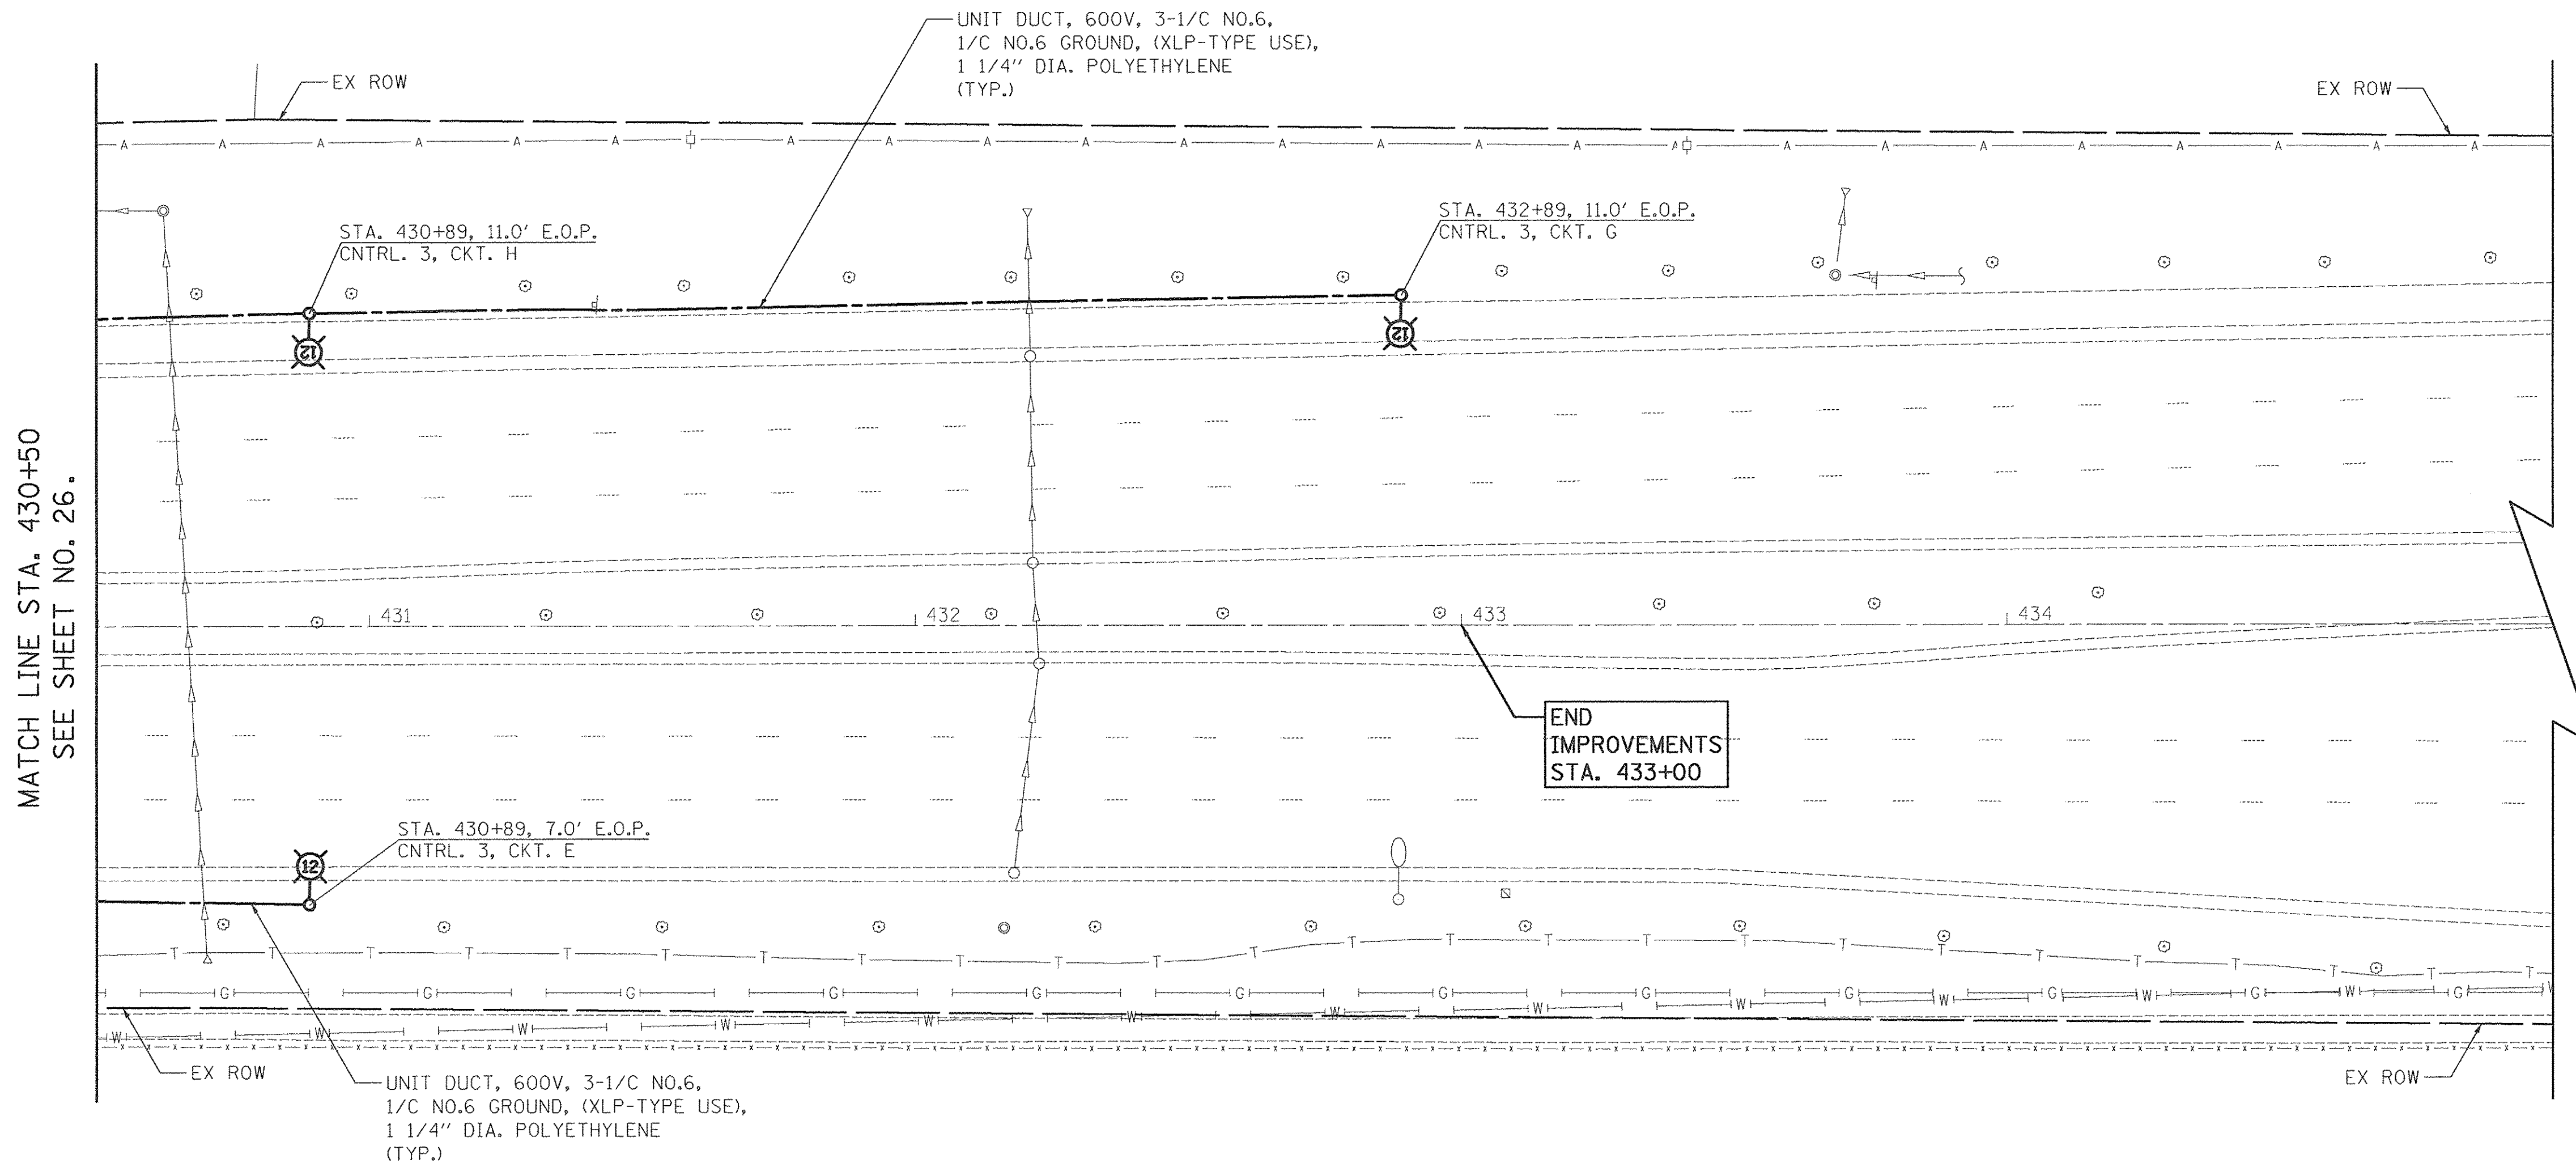 UNIT DUCT, 600V, 3-1/C NO.6,
1/C NO.6 GROUND, (XLP-TYPE USE),
1 1/4" DIA. POLYETHYLENE
(TYP.)
EX ROW
EX ROW
A A A A A A A A A A A A A A A A A A A A A A A A
STA. 430+89, 11.0' E.O.P.
CNTRL. 3, CKT. H
STA. 432+89, 11.0' E.O.P.
CNTRL. 3, CKT. G
12
12
MATCH LINE STA. 430+50
SEE SHEET NO. 26.
431
432
433
434
END
IMPROVEMENTS
STA. 433+00
STA. 430+89, 7.0' E.O.P.
CNTRL. 3, CKT. E
12
T T T T T T T T T T T T T T T T T T T T T T T T
G G G G G G G G G G G G
W W W W W W W W W W W W
EX ROW
UNIT DUCT, 600V, 3-1/C NO.6,
1/C NO.6 GROUND, (XLP-TYPE USE),
1 1/4" DIA. POLYETHYLENE
(TYP.)
EX ROW